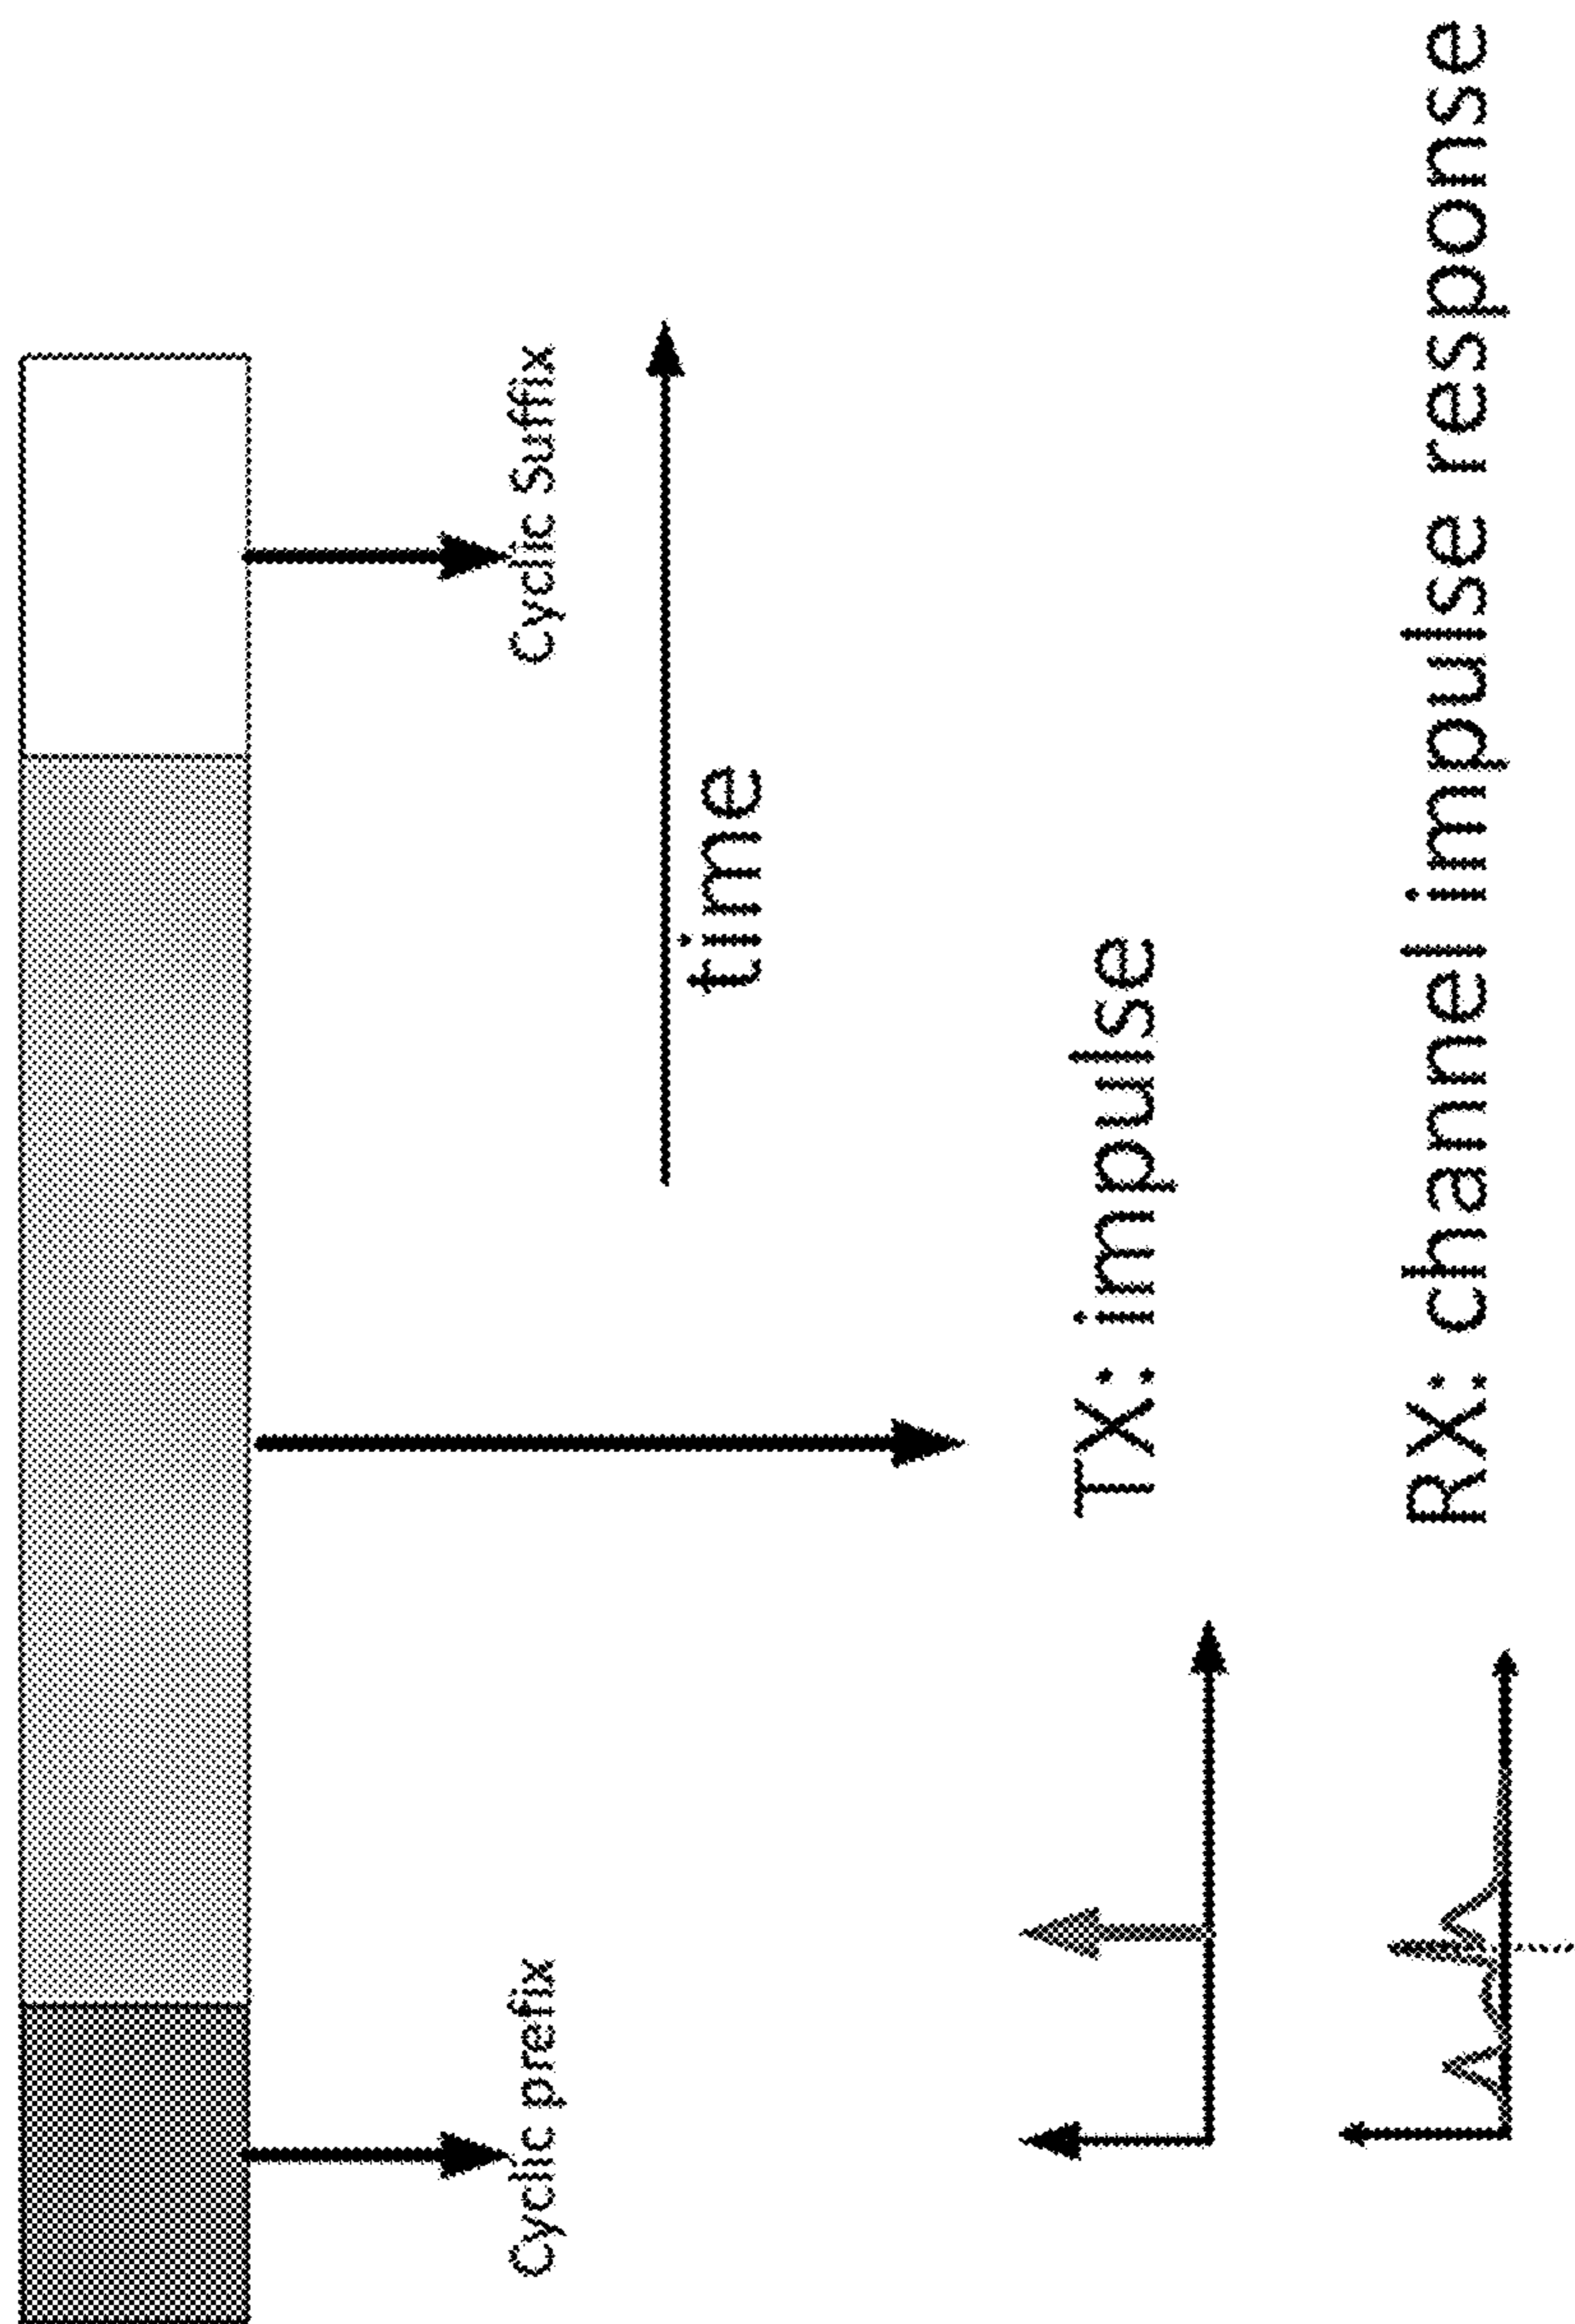 Cyclic prefix
Cyclic Suffix
time
TX: impulse
RX: channel impulse response